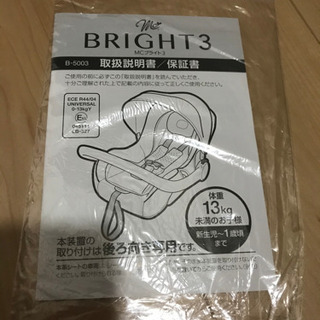 BRIGHT3
MCブライト3
B-5003
取扱説明書／保証書
ご使用の前に必ずこの「取扱説明書」を読んでいただき、
十分ご理解された上で記載の内容に従って正しくご使用ください。
ECE R44/04
UNIVERSAL
0-13kg Y
体重
13kg
未満のお子様
新生児～1歳頃
まで
本装置の
取り付けは後ろ向き専用です。